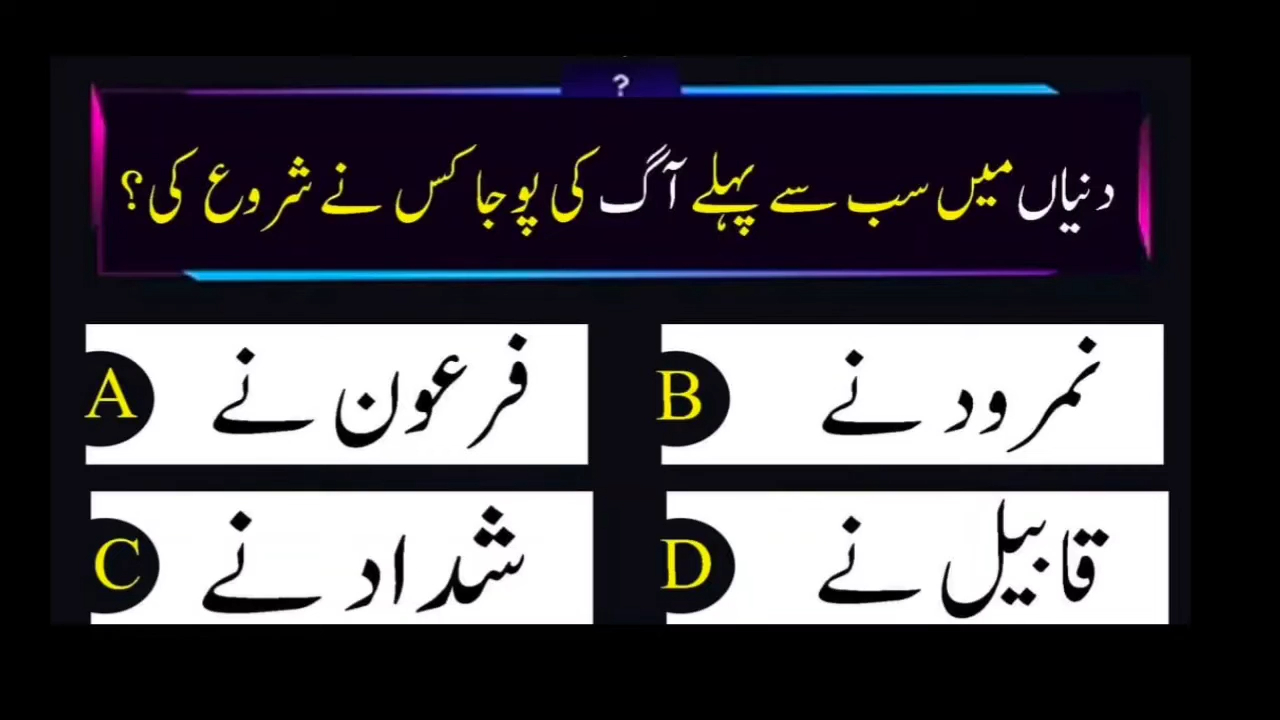 ?
دنیاں میں سب سے پہلے آگ کی پوجا کس نے شروع کی؟
A فرعون نے
B نمرود نے
C شداد نے
D قابیل نے